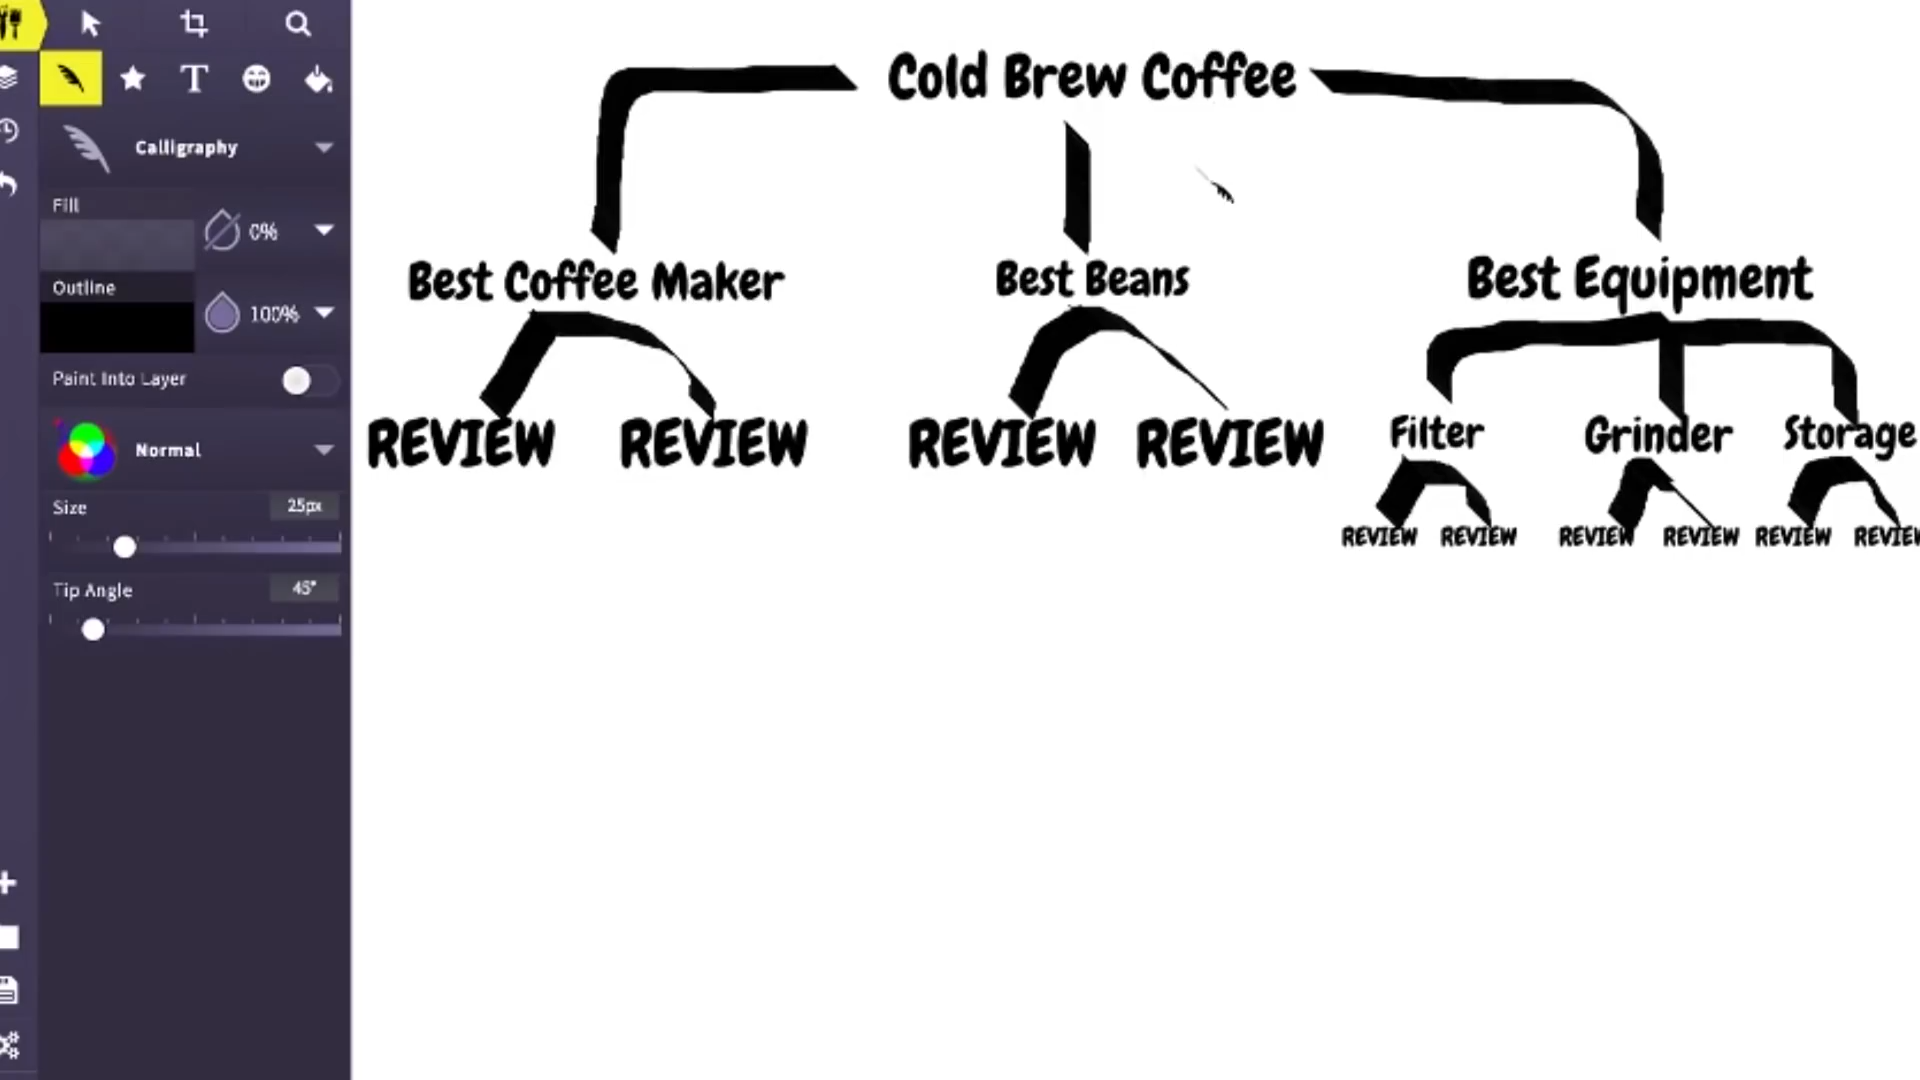 Calligraphy
Fill
0%
Outline
100%
Paint Into Layer
Normal
Size
25px
Tip Angle
45°
Cold Brew Coffee
Best Coffee Maker
Best Beans
Best Equipment
REVIEW REVIEW
REVIEW REVIEW
Filter Grinder Storage
REVIEW REVIEW REVIEW REVIEW REVIEW REVIEW